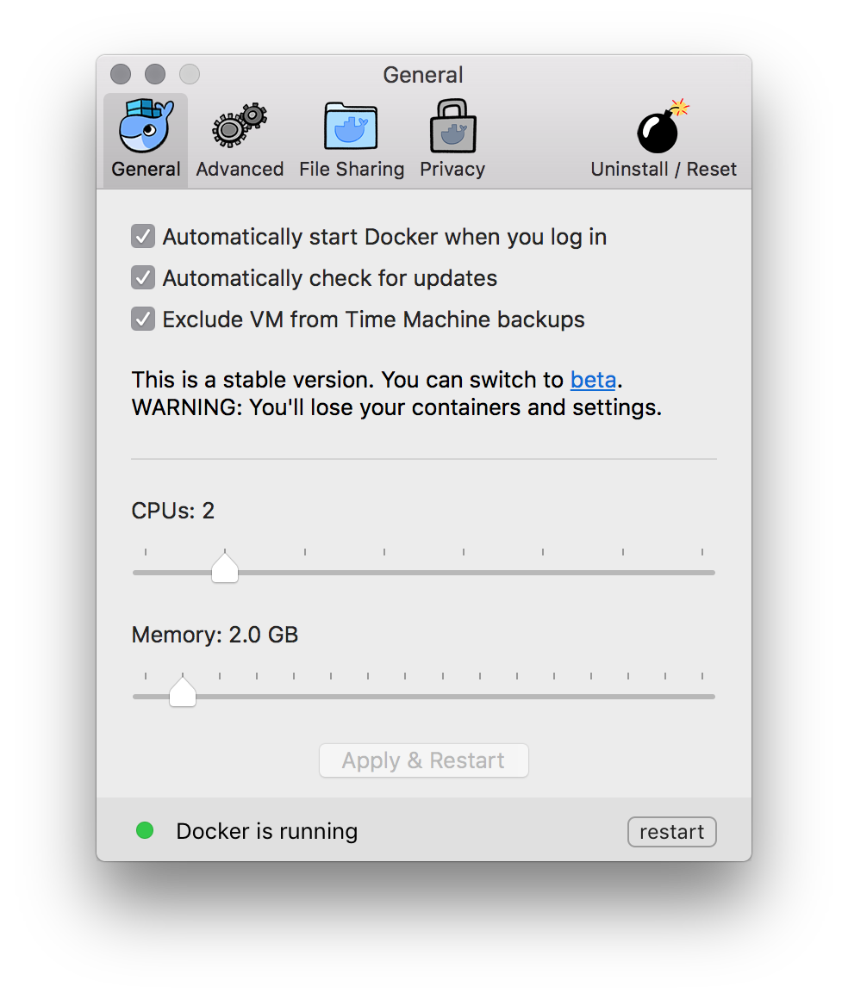 General
General Advanced File Sharing Privacy Uninstall / Reset
Automatically start Docker when you log in
Automatically check for updates
Exclude VM from Time Machine backups
This is a stable version. You can switch to beta.
WARNING: You'll lose your containers and settings.
CPUs: 2
Memory: 2.0 GB
Apply & Restart
Docker is running restart